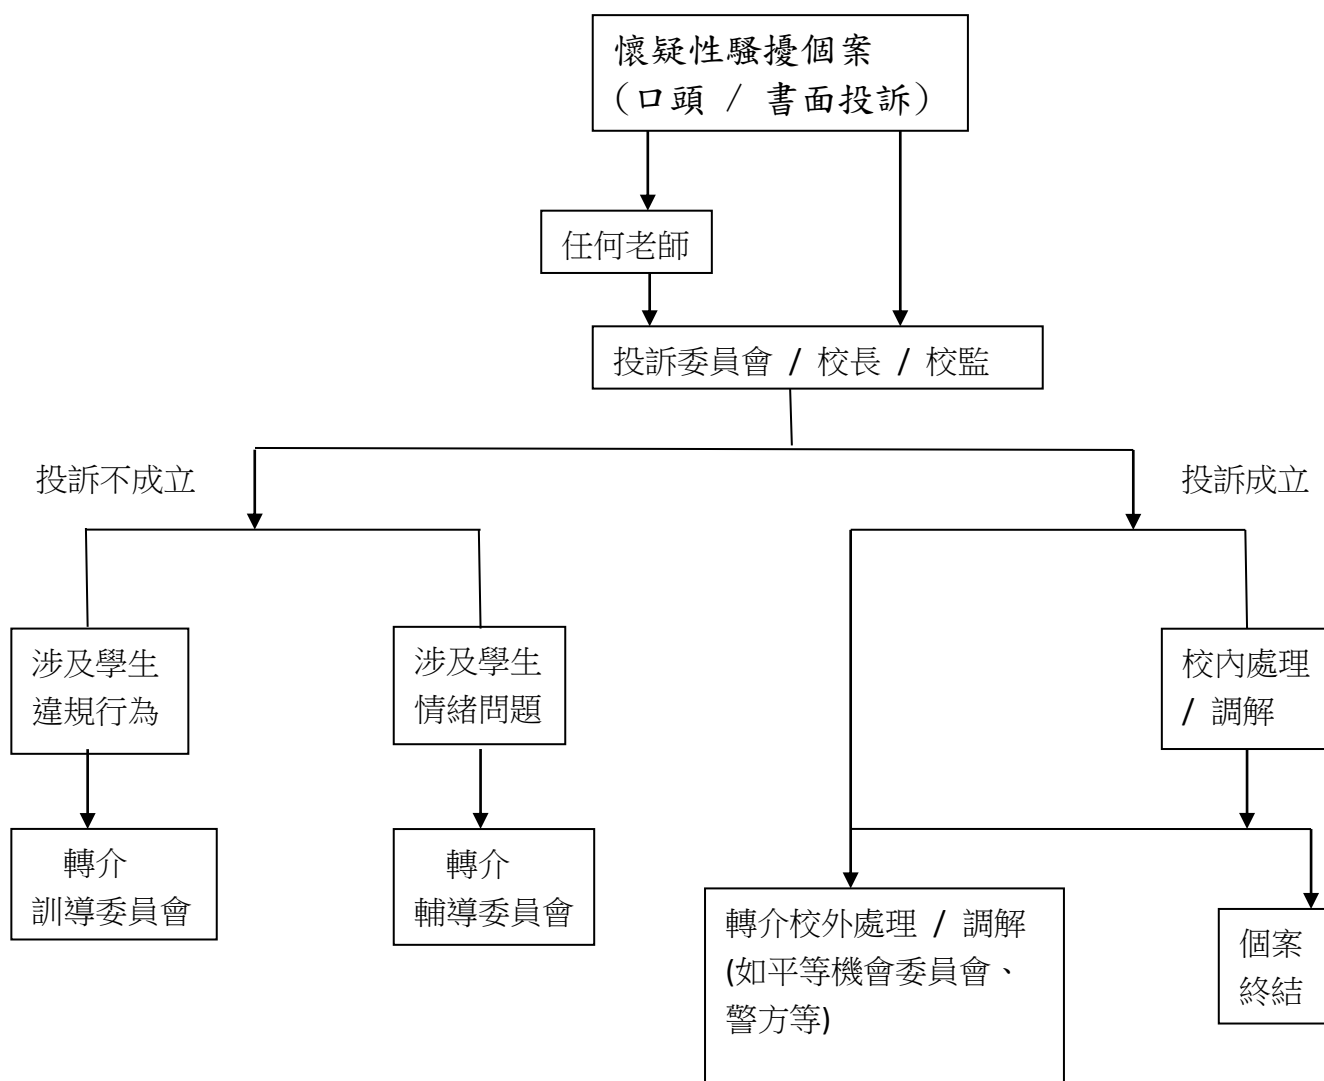 懷疑性騷擾個案
(口頭 / 書面投訴)
任何老師
投訴委員會 / 校長 / 校監
投訴不成立
投訴成立
涉及學生
違規行為
涉及學生
情緒問題
校內處理
/ 調解
轉介
訓導委員會
轉介
輔導委員會
轉介校外處理 / 調解
(如平等機會委員會、
警方等)
個案
終結